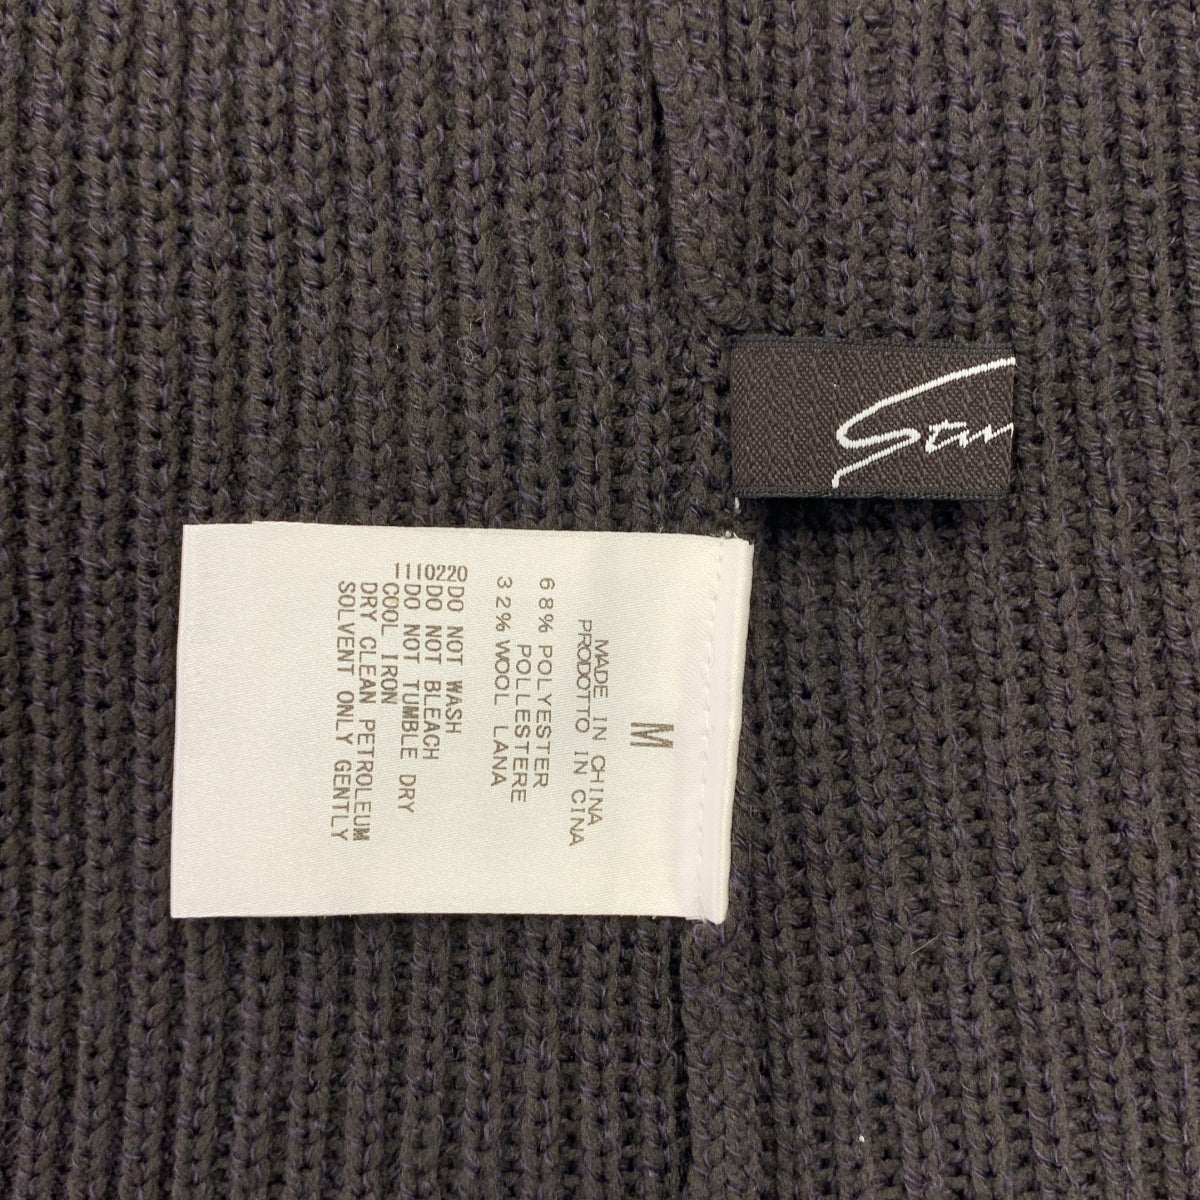 M
MADE IN CHINA
PRODOTTO IN CINA
68% POLYESTER
POLLESTERE
32% WOOL LANA
1110220
DO NOT WASH
DO NOT BLEACH
DO NOT TUMBLE DRY
COOL IRON
DRY CLEAN PETROLEUM
SOLVENT ONLY GENTLY